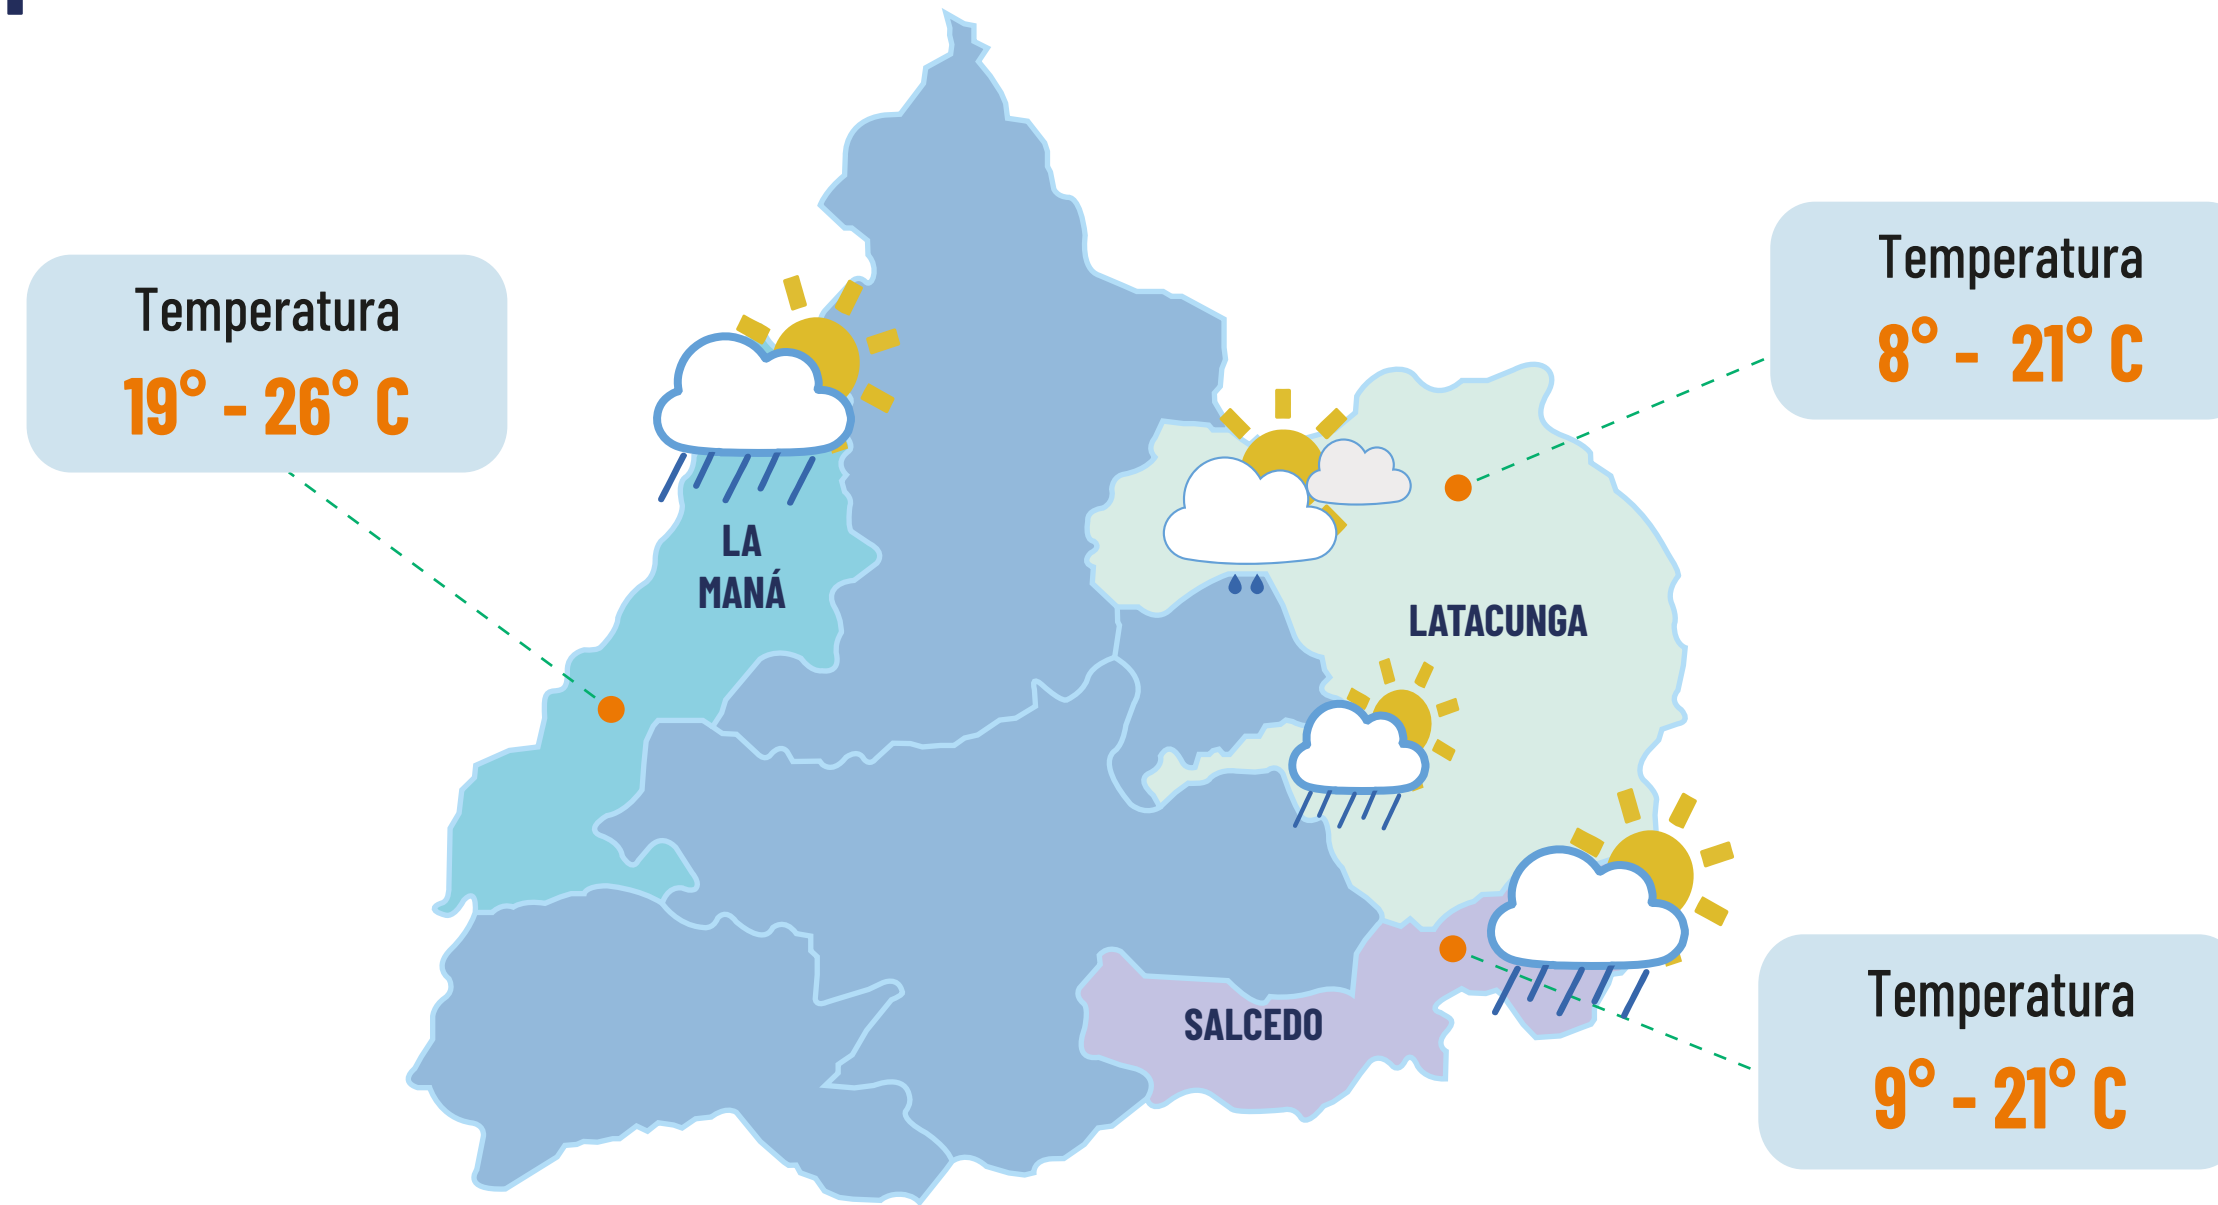 Temperatura
19° - 26° C
Temperatura
8° - 21° C
LA
MANÁ
LATACUNGA
SALCEDO
Temperatura
9° - 21° C